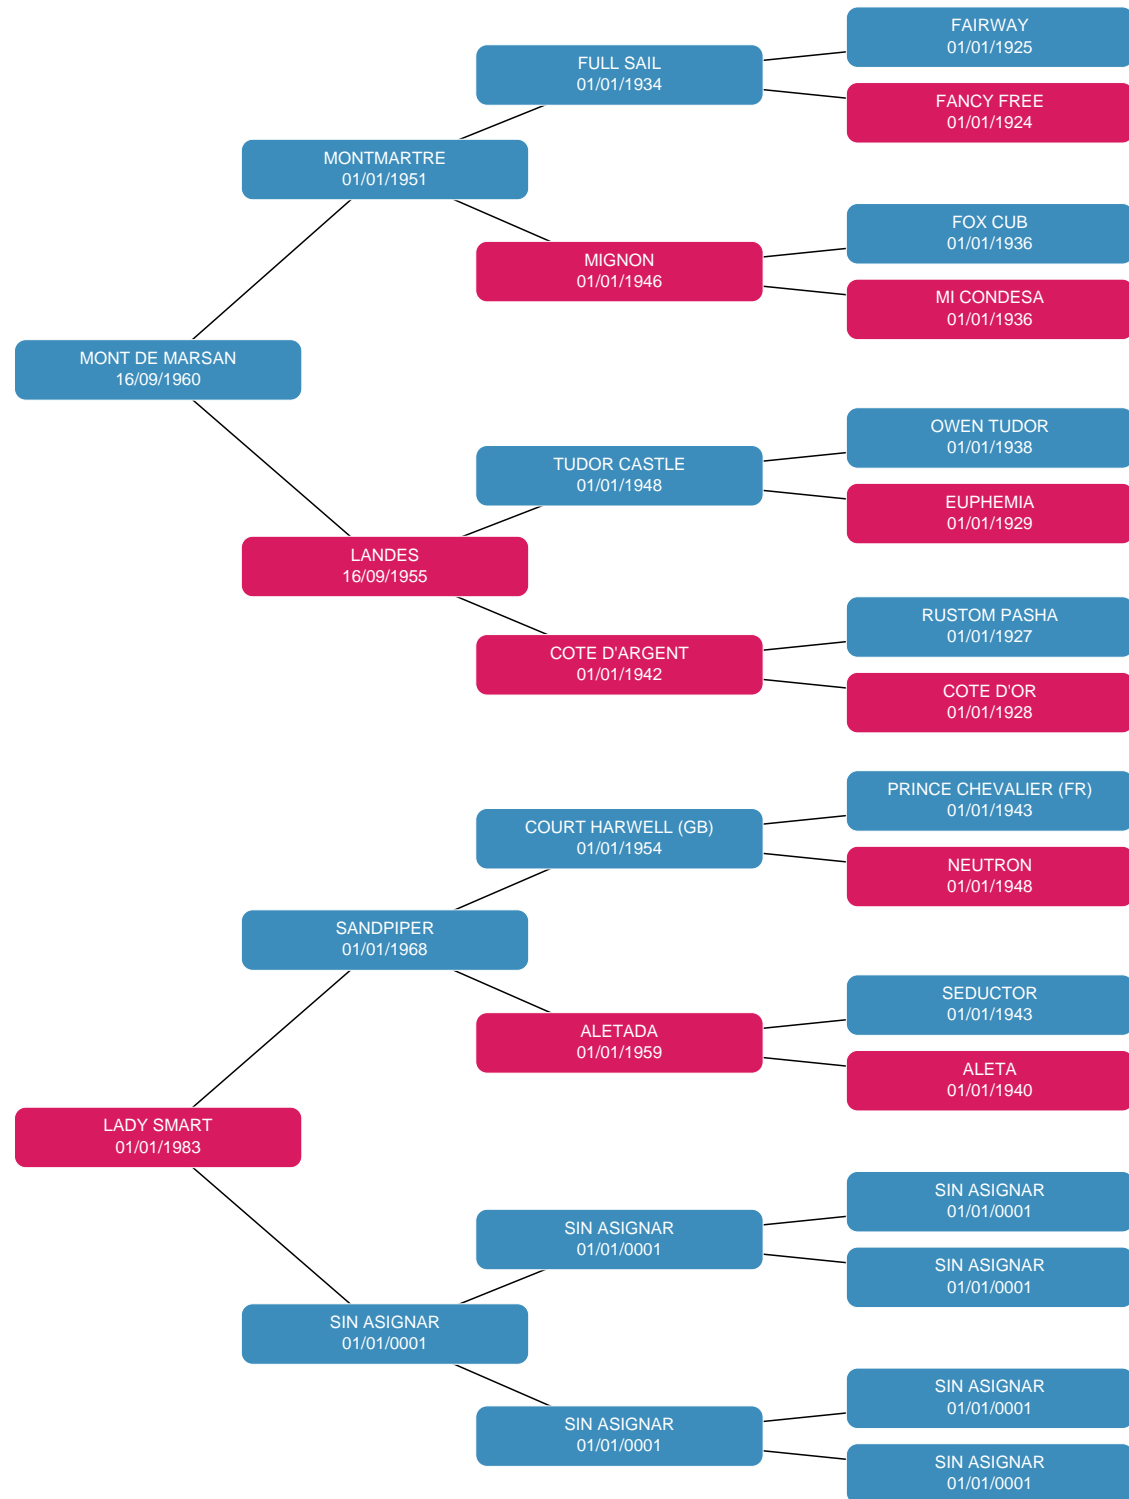 FAIRWAY
01/01/1925
FULL SAIL
01/01/1934
FANCY FREE
01/01/1924
MONTMARTRE
01/01/1951
FOX CUB
01/01/1936
MIGNON
01/01/1946
MI CONDESA
01/01/1936
MONT DE MARSAN
16/09/1960
OWEN TUDOR
01/01/1938
TUDOR CASTLE
01/01/1948
EUPHEMIA
01/01/1929
LANDES
16/09/1955
RUSTOM PASHA
01/01/1927
COTE D'ARGENT
01/01/1942
COTE D'OR
01/01/1928
PRINCE CHEVALIER (FR)
01/01/1943
COURT HARWELL (GB)
01/01/1954
NEUTRON
01/01/1948
SANDPIPER
01/01/1968
SEDUCTOR
01/01/1943
ALETADA
01/01/1959
ALETA
01/01/1940
LADY SMART
01/01/1983
SIN ASIGNAR
01/01/0001
SIN ASIGNAR
01/01/0001
SIN ASIGNAR
01/01/0001
SIN ASIGNAR
01/01/0001
SIN ASIGNAR
01/01/0001
SIN ASIGNAR
01/01/0001
SIN ASIGNAR
01/01/0001